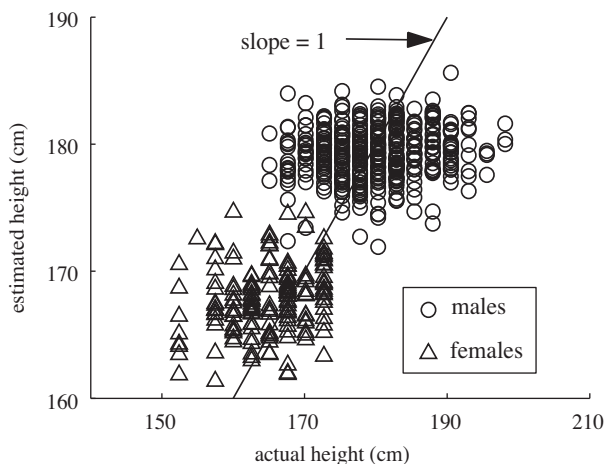 190
slope = 1
180
estimated height (cm)
170
males
females
160
150 170 190 210
actual height (cm)